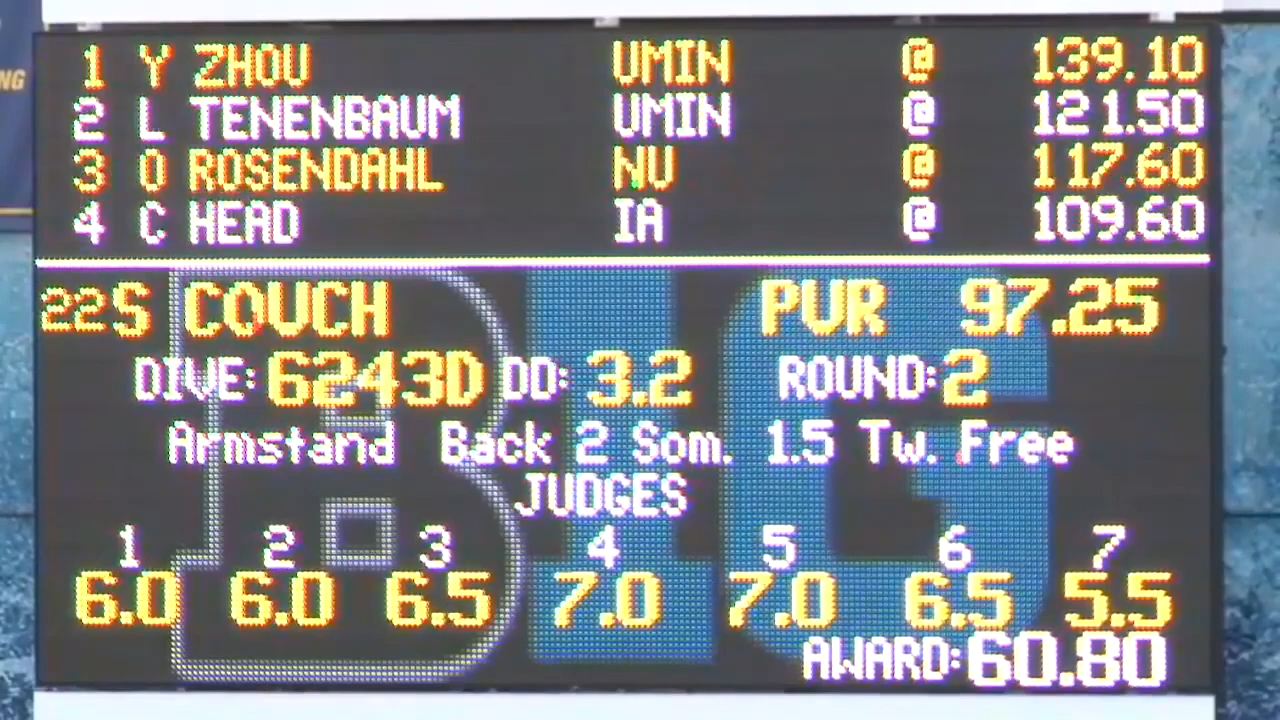 NG
1 Y ZHOU UMIN @ 139.10
2 L TENENBAUM UMIN @ 121.50
3 O ROSENDAHL NU @ 117.60
4 C HEAD IA @ 109.60
22 S COUCH PUR 97.25
DIVE: 6243D DD: 3.2 ROUND: 2
Armstand Back 2 Som. 1.5 Tw. Free
JUDGES
1 2 3 4 5 6 7
6.0 6.0 6.5 7.0 7.0 6.5 5.5
AWARD: 60.80
B1G